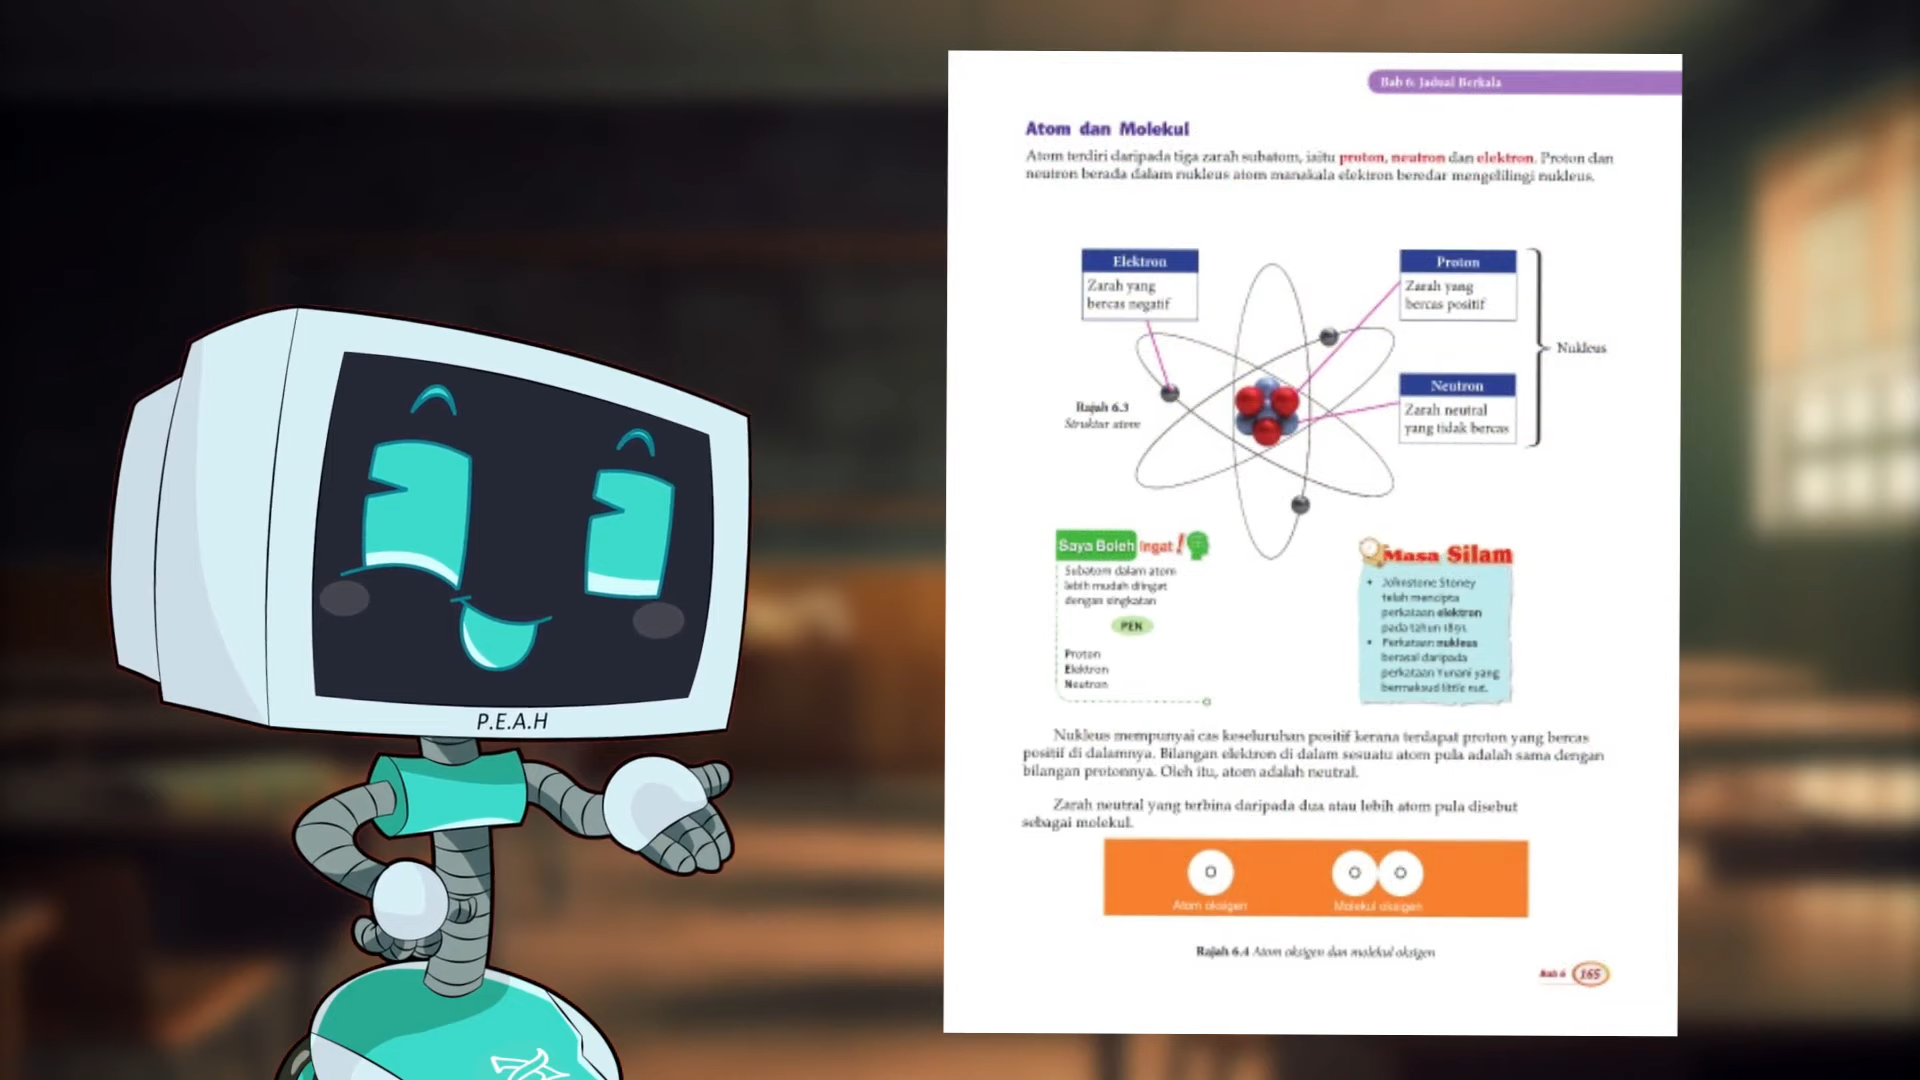 Bab 6: Jadual Berkala
Atom dan Molekul
Atom terdiri daripada tiga zarah subatom, iaitu proton, neutron dan elektron. Proton dan
neutron berada dalam nukleus atom manakala elektron beredar mengelilingi nukleus.
Elektron
Zarah yang
bercas negatif
Proton
Zarah yang
bercas positif
Nukleus
Neutron
Zarah neutral
yang tidak bercas
Rajah 6.3
Struktur atom
Saya Boleh Ingat!
Subatom dalam atom
lebih mudah diingat
dengan singkatan
PEN
Proton
Elektron
Neutron
Masa Silam
• Johnstone Stoney
telah mencipta
perkataan elektron
pada tahun 1891.
• Perkataan nukleus
berasal daripada
perkataan Yunani yang
bermaksud little nut.
P.E.A.H
Nukleus mempunyai cas keseluruhan positif kerana terdapat proton yang bercas
positif di dalamnya. Bilangan elektron di dalam sesuatu atom pula adalah sama dengan
bilangan protonnya. Oleh itu, atom adalah neutral.
Zarah neutral yang terbina daripada dua atau lebih atom pula disebut
sebagai molekul.
O
O O
Atom oksigen
Molekul oksigen
Rajah 6.4 Atom oksigen dan molekul oksigen
Bab 6 165